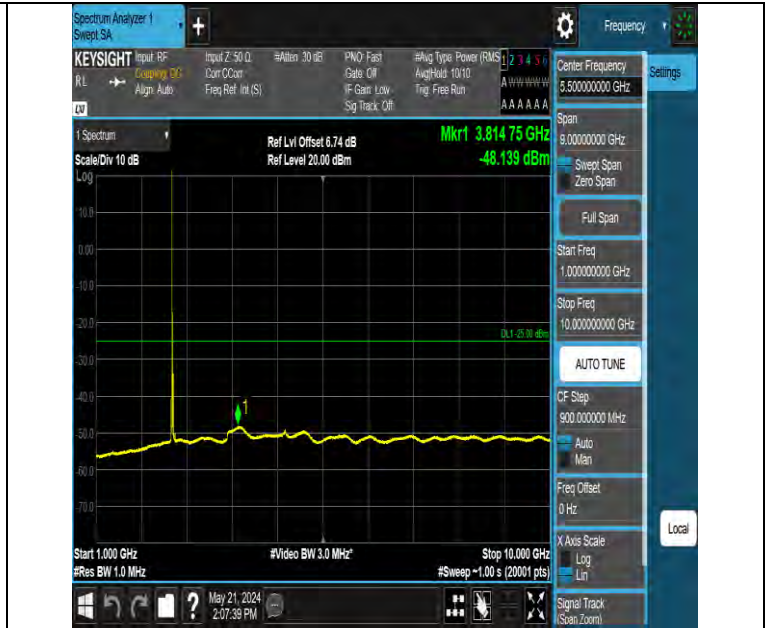 Spectrum Analyzer 1
Swept SA
+
Frequency
KEYSIGHT
RL
LXI
Input: RF
Coupling: DC
Align: Auto
Input Z: 50 Ω
Corr CCorr
Freq Ref: Int (S)
#Atten: 30 dB
PNO: Fast
Gate: Off
IF Gain: Low
Sig Track: Off
#Avg Type: Power (RMS
Avg|Hold: 10/10
Trig: Free Run
1 2 3 4 5 6
A W W W W W
A A A A A A
1 Spectrum
Scale/Div 10 dB
Log
Ref Lvl Offset 6.74 dB
Ref Level 20.00 dBm
Mkr1 3.814 75 GHz
-48.139 dBm
10.0
0.00
-10.0
-20.0
DL1 -25.00 dBm
-30.0
-40.0
1
-50.0
-60.0
-70.0
Start 1.000 GHz
#Res BW 1.0 MHz
#Video BW 3.0 MHz*
Stop 10.000 GHz
#Sweep ~1.00 s (20001 pts)
Center Frequency
5.500000000 GHz
Settings
Span
9.00000000 GHz
Swept Span
Zero Span
Full Span
Start Freq
1.000000000 GHz
Stop Freq
10.000000000 GHz
AUTO TUNE
CF Step
900.000000 MHz
Auto
Man
Freq Offset
0 Hz
X Axis Scale
Log
Lin
Local
Signal Track
(Span Zoom)
?
May 21, 2024
2:07:39 PM